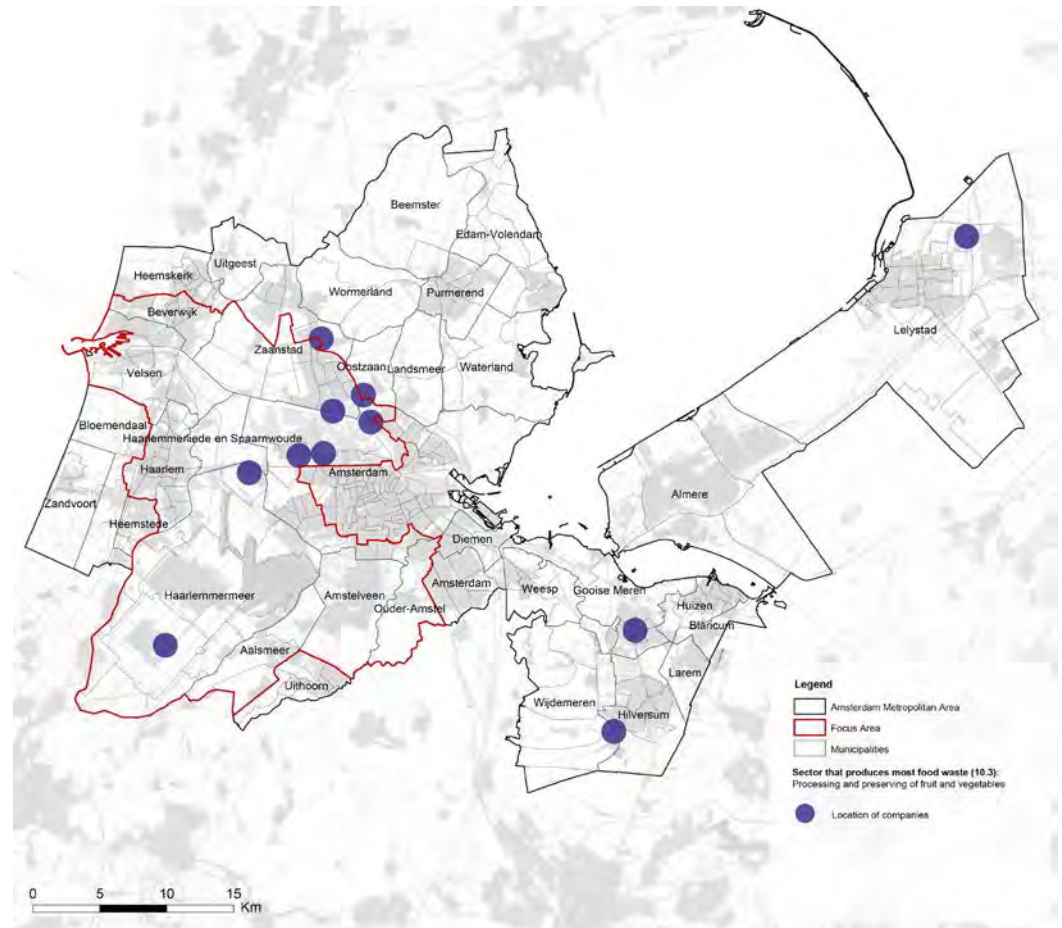 Beemster
Edam-Volendam
Uitgeest
Heemskerk
Wormerland
Purmerend
Beverwijk
Lelystad
Zaanstad
Oostzaan
Landsmeer
Waterland
Velsen
Bloemendaal
Haarlemmerliede en Spaarnwoude
Haarlem
Amsterdam
Almere
Zandvoort
Heemstede
Diemen
Amsterdam
Weesp
Gooise Meren
Haarlemmermeer
Amstelveen
Ouder-Amstel
Huizen
Blaricum
Aalsmeer
Larem
Uithoorn
Wijdemeren
Hilversum
Legend
Amsterdam Metropolitan Area
Focus Area
Municipalities
Sector that produces most food waste (10.3):
Processing and preserving of fruit and vegetables
Location of companies
0 5 10 15
Km